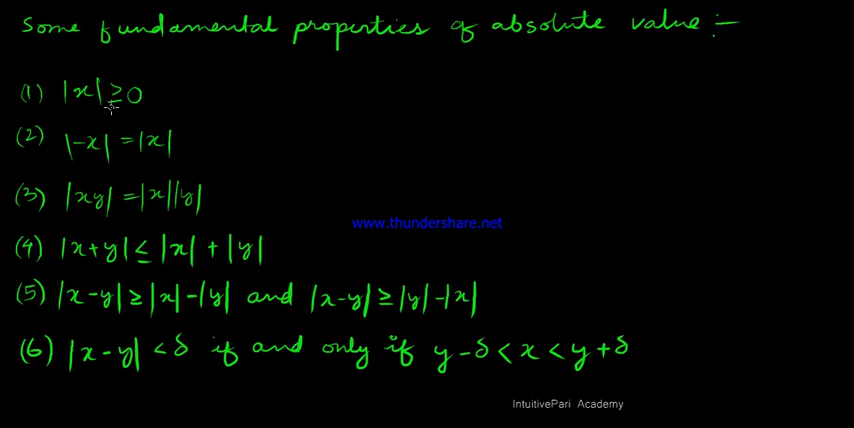 Some fundamental properties of absolute value :-
(1) |x| ≥ 0
(2) |-x| = |x|
(3) |xy| = |x||y|
www.thundershare.net
(4) |x+y| ≤ |x| + |y|
(5) |x-y| ≥ |x| - |y| and |x-y| ≥ |y| - |x|
(6) |x-y| < δ if and only if y-δ < x < y+δ
IntuitivePari Academy